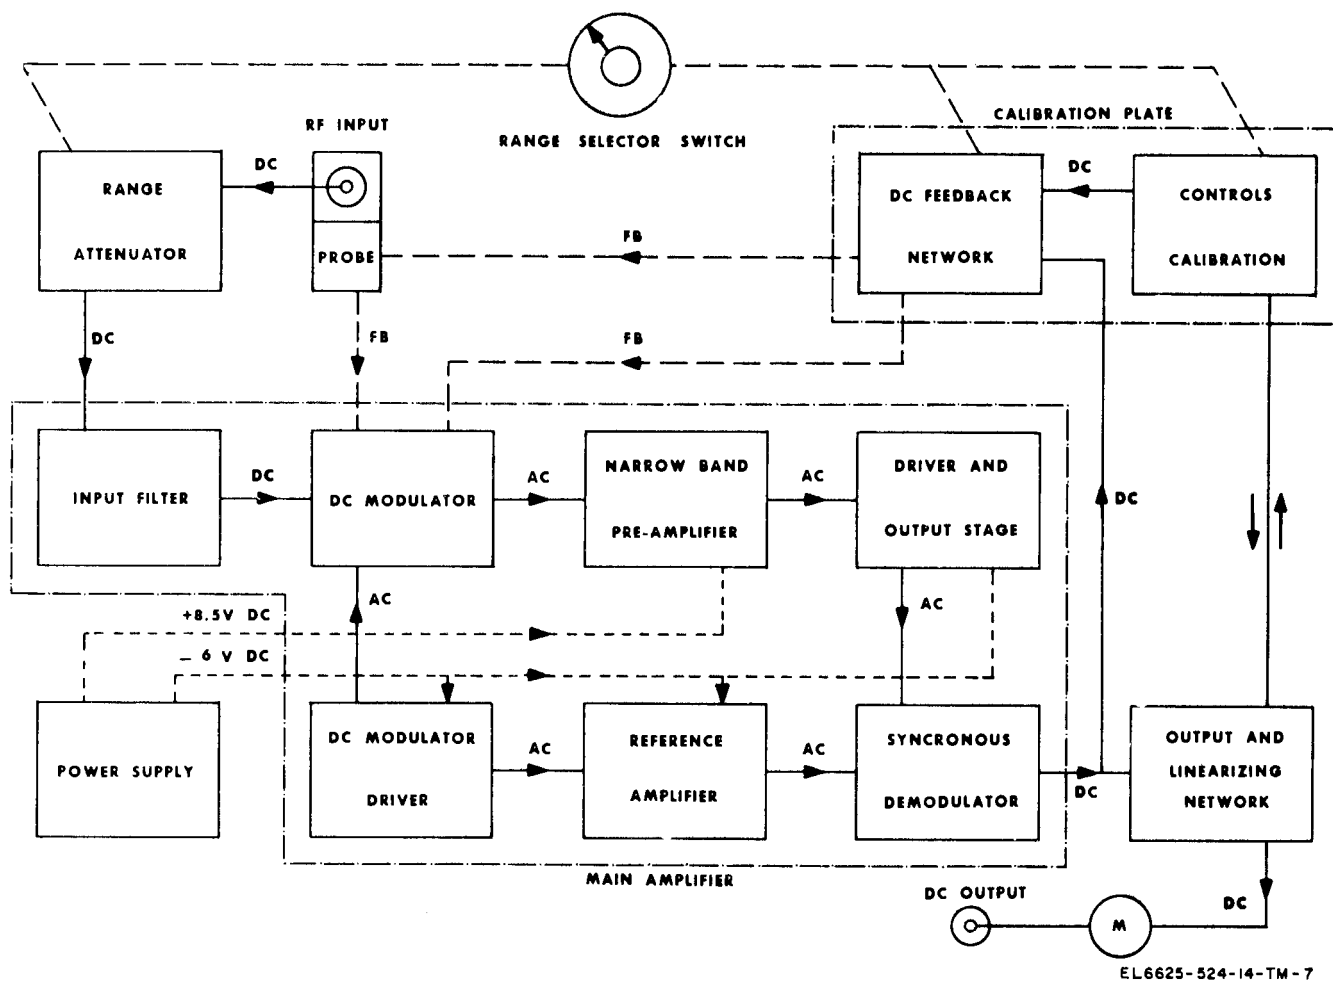 RF INPUT
RANGE SELECTOR SWITCH
CALIBRATION PLATE
RANGE
ATTENUATOR
DC
PROBE
FB
DC FEEDBACK
NETWORK
DC
CONTROLS
CALIBRATION
DC
FB
FB
INPUT FILTER
DC
DC MODULATOR
AC
NARROW BAND
PRE-AMPLIFIER
AC
DRIVER AND
OUTPUT STAGE
DC
AC
AC
+8.5V DC
- 6 V DC
POWER SUPPLY
DC MODULATOR
DRIVER
AC
REFERENCE
AMPLIFIER
AC
SYNCRONOUS
DEMODULATOR
DC
OUTPUT AND
LINEARIZING
NETWORK
MAIN AMPLIFIER
DC OUTPUT
M
DC
EL6625-524-14-TM-7